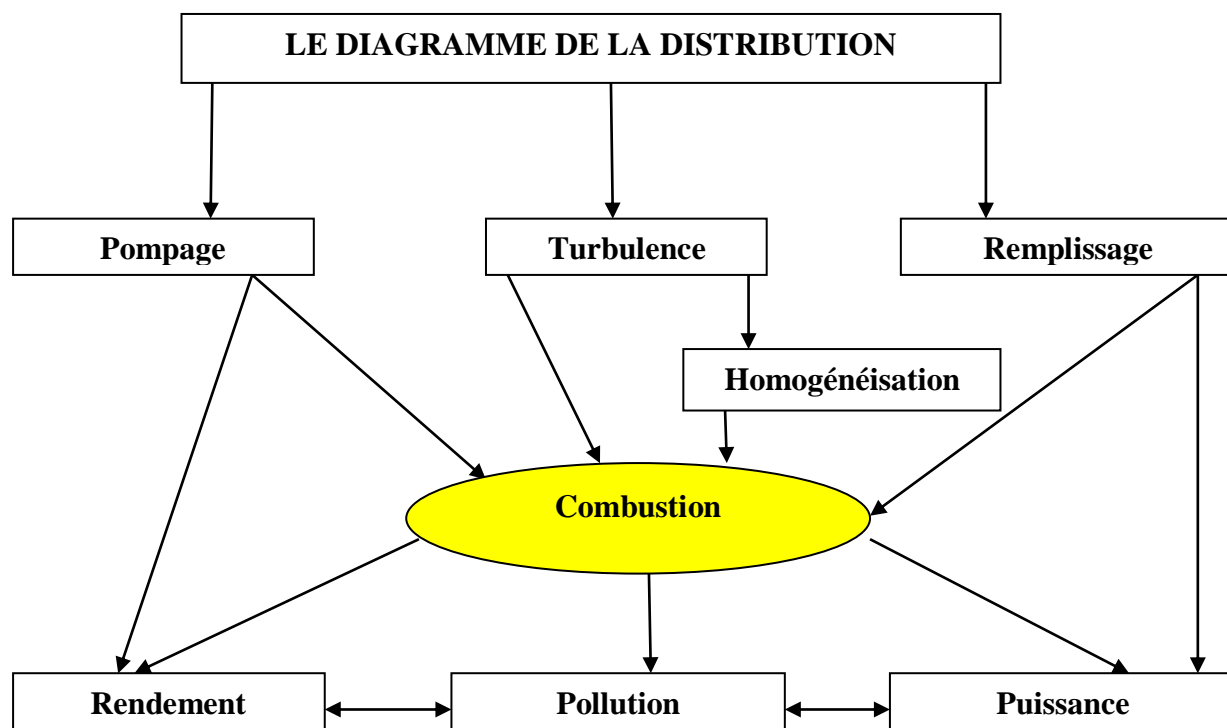 LE DIAGRAMME DE LA DISTRIBUTION
Pompage
Turbulence
Remplissage
Homogénéisation
Combustion
Rendement
Pollution
Puissance